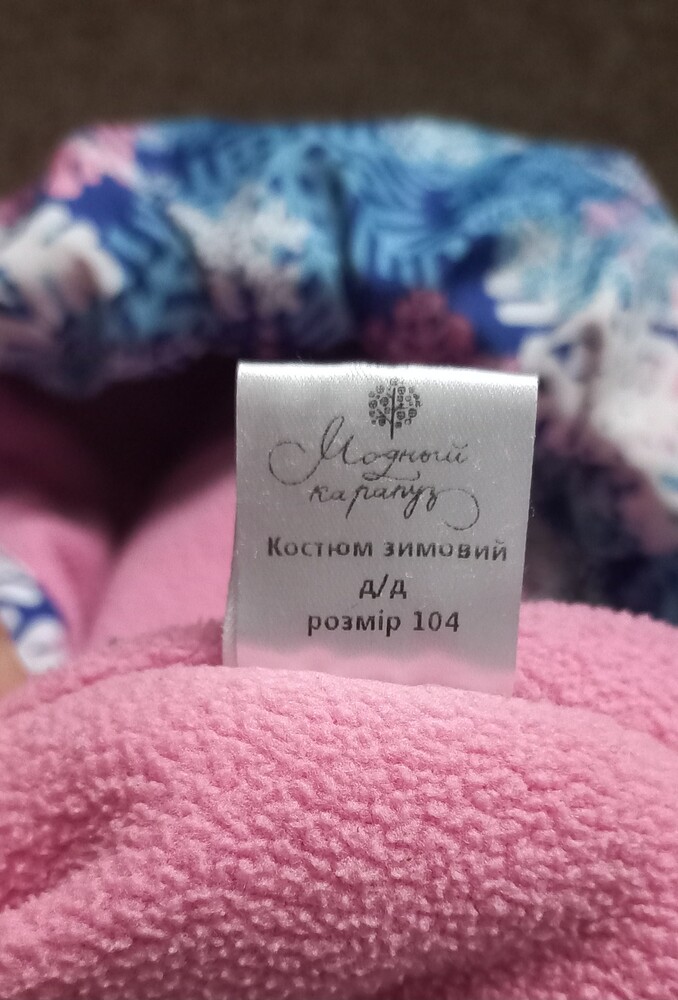 Модный
карапуз
Костюм зимовий
д/д
розмір 104